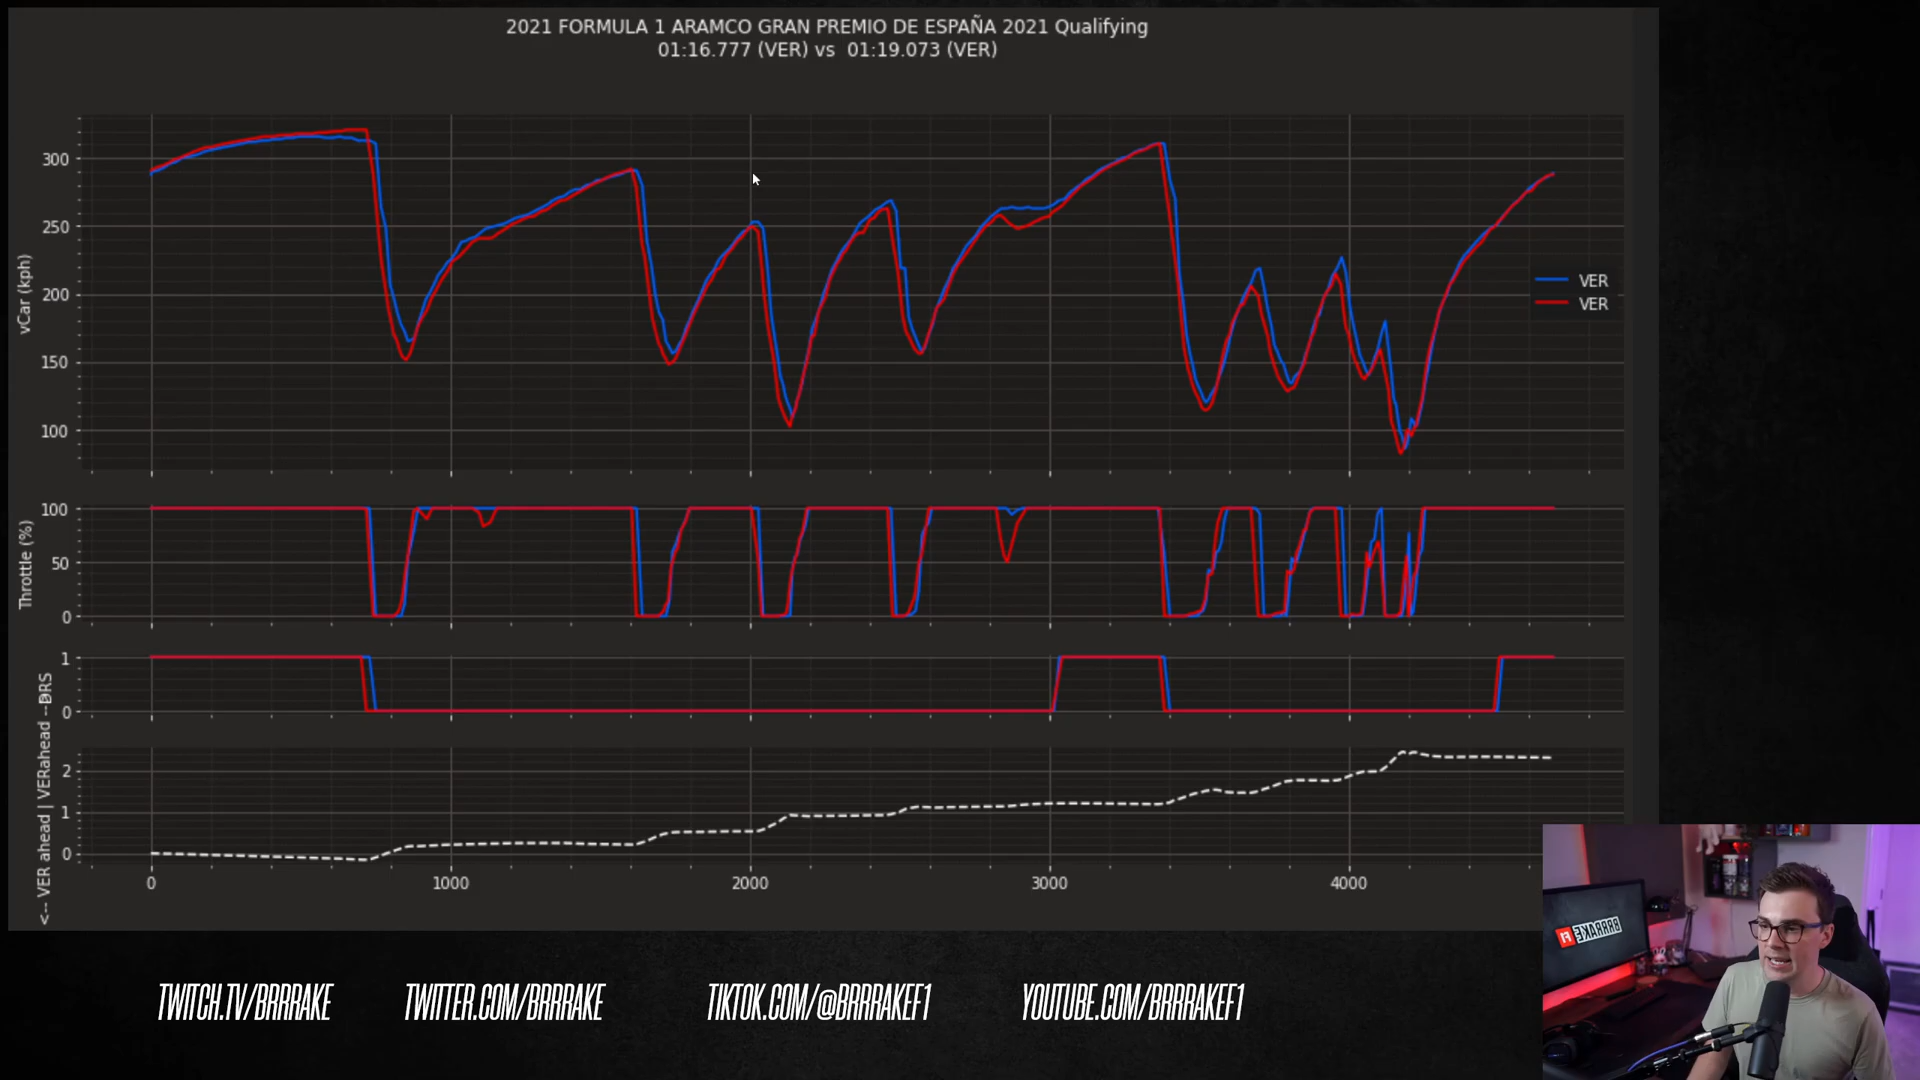 2021 FORMULA 1 ARAMCO GRAN PREMIO DE ESPAÑA 2021 Qualifying
01:16.777 (VER) vs 01:19.073 (VER)
vCar (kph)
300
250
200
150
100
VER
VER
Throttle (%)
100
50
0
DRS
1
0
<-- VER ahead | VERahead --
2
1
0
0
1000
2000
3000
4000
BRRRAKE F1
TWITCH.TV/BRRRAKE
TWITTER.COM/BRRRAKE
TIKTOK.COM/@BRRRAKEF1
YOUTUBE.COM/BRRRAKEF1